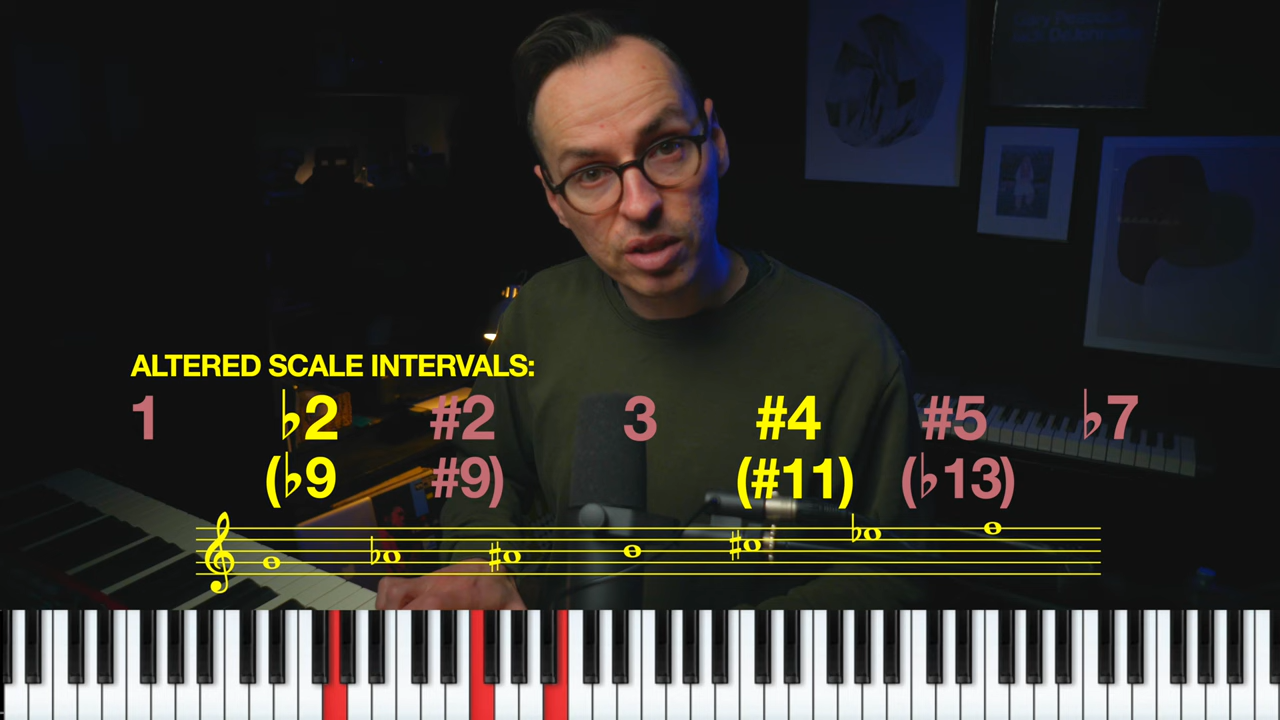 ALTERED SCALE INTERVALS:
1 ♭2 #2 3 #4 #5 ♭7
(♭9 #9) (#11) (♭13)